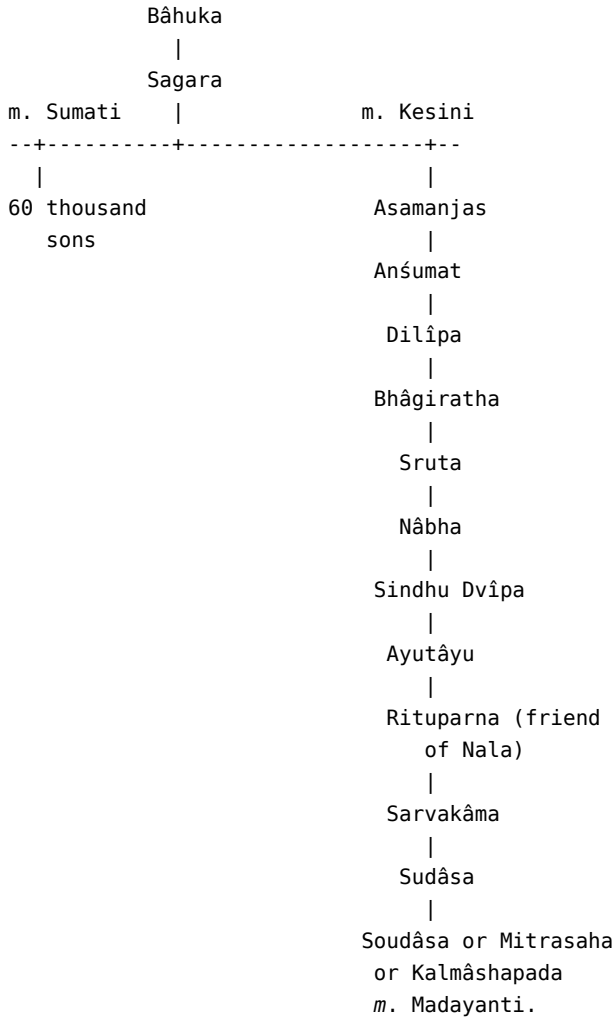 Bâhuka
|
Sagara
m. Sumati | m. Kesini
--+----------+-------------------+--
| |
60 thousand Asamanjas
sons |
Anśumat
|
Dilîpa
|
Bhâgiratha
|
Sruta
|
Nâbha
|
Sindhu Dvîpa
|
Ayutâyu
|
Rituparna (friend
of Nala)
|
Sarvakâma
|
Sudâsa
|
Soudâsa or Mitrasaha
or Kalmâshapada
m. Madayanti.